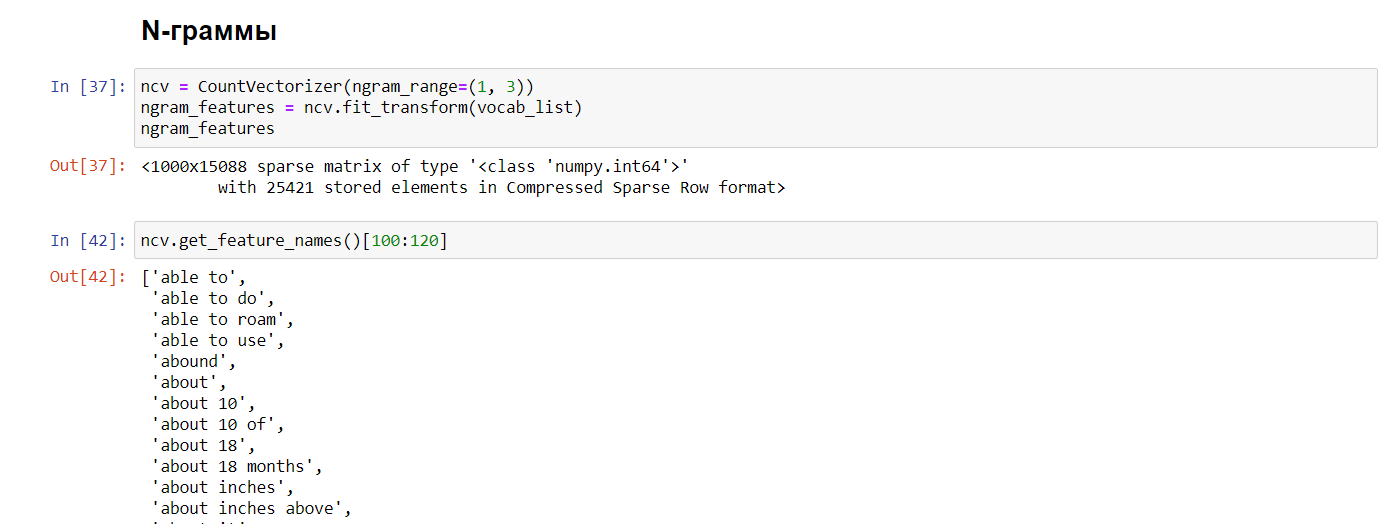 N-граммы
In [37]: ncv = CountVectorizer(ngram_range=(1, 3))
ngram_features = ncv.fit_transform(vocab_list)
ngram_features
Out[37]: <1000x15088 sparse matrix of type '<class 'numpy.int64'>'
with 25421 stored elements in Compressed Sparse Row format>
In [42]: ncv.get_feature_names()[100:120]
Out[42]: ['able to',
'able to do',
'able to roam',
'able to use',
'abound',
'about',
'about 10',
'about 10 of',
'about 18',
'about 18 months',
'about inches',
'about inches above',